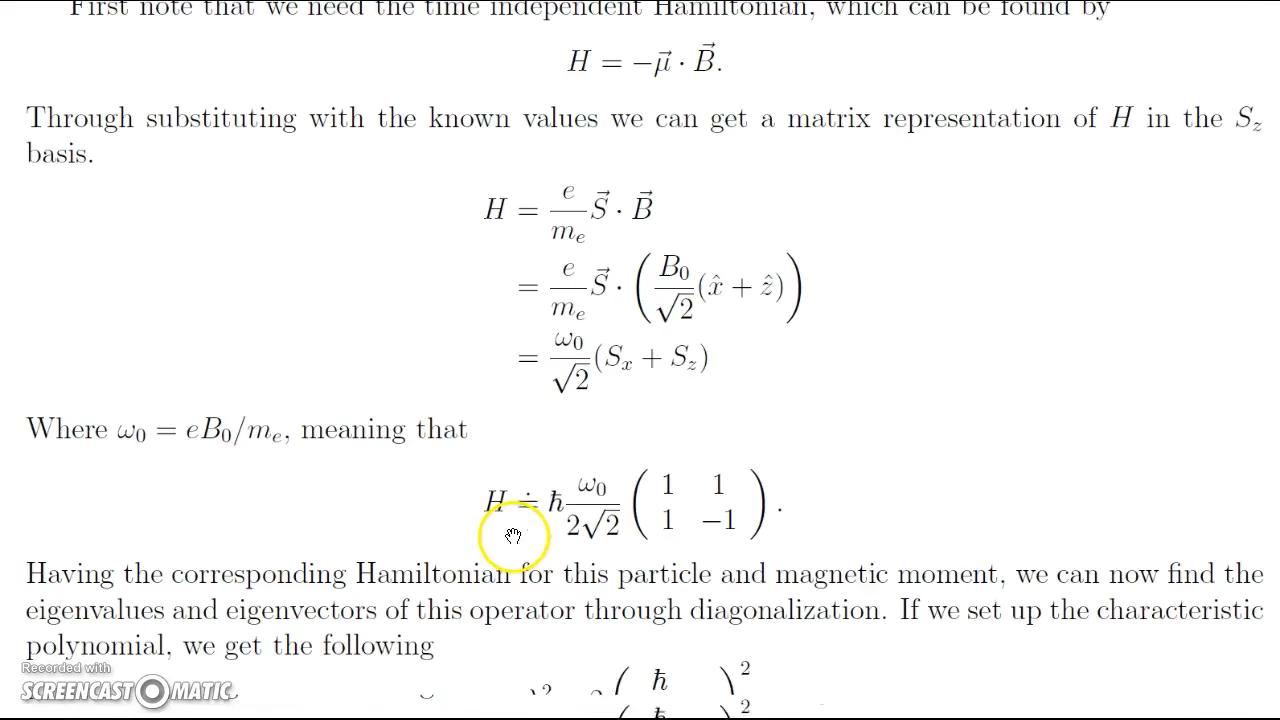 First note that we need the time independent Hamiltonian, which can be found by
H = −μ⃗ · B⃗.
Through substituting with the known values we can get a matrix representation of H in the S_z
basis.
H = e/m_e S⃗ · B⃗
= e/m_e S⃗ · (B_0/√2 (x̂ + ẑ))
= ω_0/√2 (S_x + S_z)
Where ω_0 = eB_0/m_e, meaning that
H ≐ ħ ω_0/2√2 ( 1 1
1 −1 ) .
Having the corresponding Hamiltonian for this particle and magnetic moment, we can now find the
eigenvalues and eigenvectors of this operator through diagonalization. If we set up the characteristic
polynomial, we get the following
Recorded with
SCREENCAST O MATIC